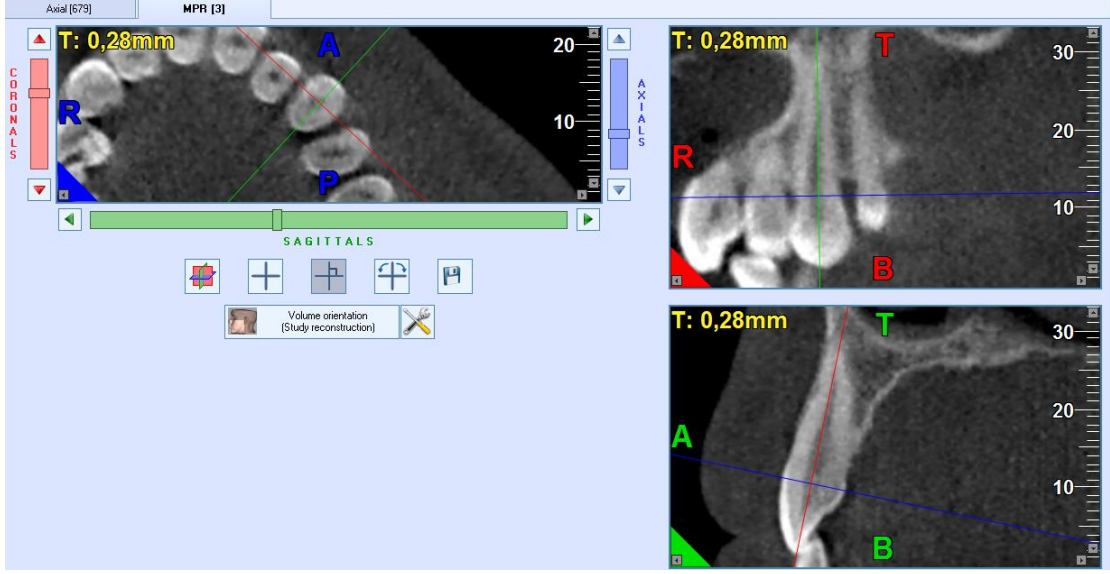 Axial [679]
MPR [3]
CORONALS
T: 0,28mm
A
R
P
20
10
AXIALS
SAGITTALS
Volume orientation
(Study reconstruction)
T: 0,28mm
T
R
B
30
20
10
T: 0,28mm
T
A
B
30
20
10